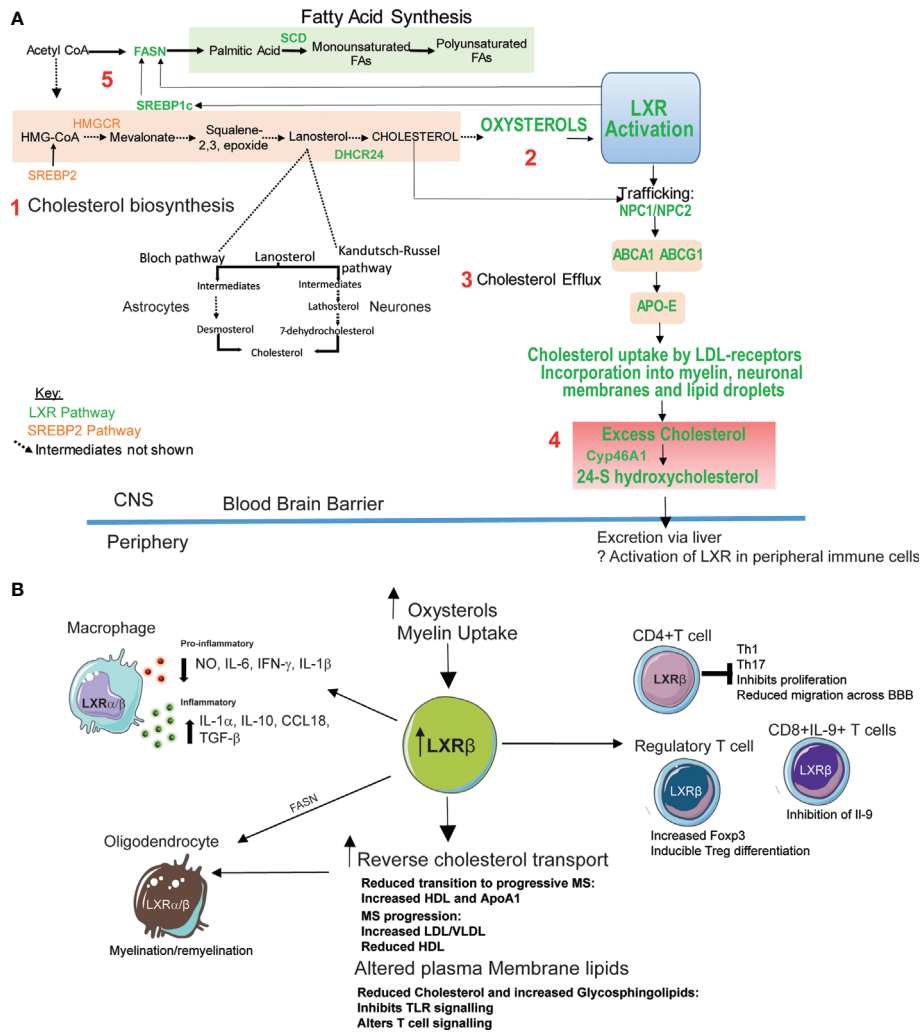 A
Fatty Acid Synthesis
Acetyl CoA
FASN
Palmitic Acid
SCD
Monounsaturated
FAs
Polyunsaturated
FAs
5
SREBP1c
LXR
Activation
HMGCR
HMG-CoA
Mevalonate
Squalene-
2,3, epoxide
Lanosterol
CHOLESTEROL
DHCR24
OXYSTEROLS
2
SREBP2
1 Cholesterol biosynthesis
Trafficking:
NPC1/NPC2
Bloch pathway
Lanosterol
Kandutsch-Russel
pathway
Intermediates
Intermediates
Astrocytes
Lathosterol
Neurones
Desmosterol
7-dehydrocholesterol
Cholesterol
ABCA1 ABCG1
3 Cholesterol Efflux
APO-E
Cholesterol uptake by LDL-receptors
Incorporation into myelin, neuronal
membranes and lipid droplets
Key:
LXR Pathway
SREBP2 Pathway
Intermediates not shown
4
Excess Cholesterol
Cyp46A1
24-S hydroxycholesterol
CNS
Blood Brain Barrier
Periphery
Excretion via liver
? Activation of LXR in peripheral immune cells
B
Macrophage
Pro-inflammatory
NO, IL-6, IFN-γ, IL-1β
LXRα/β
Inflammatory
IL-1α, IL-10, CCL18,
TGF-β
Oxysterols
Myelin Uptake
LXRβ
CD4+T cell
LXRβ
Th1
Th17
Inhibits proliferation
Reduced migration across BBB
Regulatory T cell
LXRβ
Increased Foxp3
Inducible Treg differentiation
CD8+IL-9+ T cells
LXRβ
Inhibition of Il-9
FASN
Oligodendrocyte
LXRα/β
Myelination/remyelination
Reverse cholesterol transport
Reduced transition to progressive MS:
Increased HDL and ApoA1
MS progression:
Increased LDL/VLDL
Reduced HDL
Altered plasma Membrane lipids
Reduced Cholesterol and increased Glycosphingolipids:
Inhibits TLR signalling
Alters T cell signalling